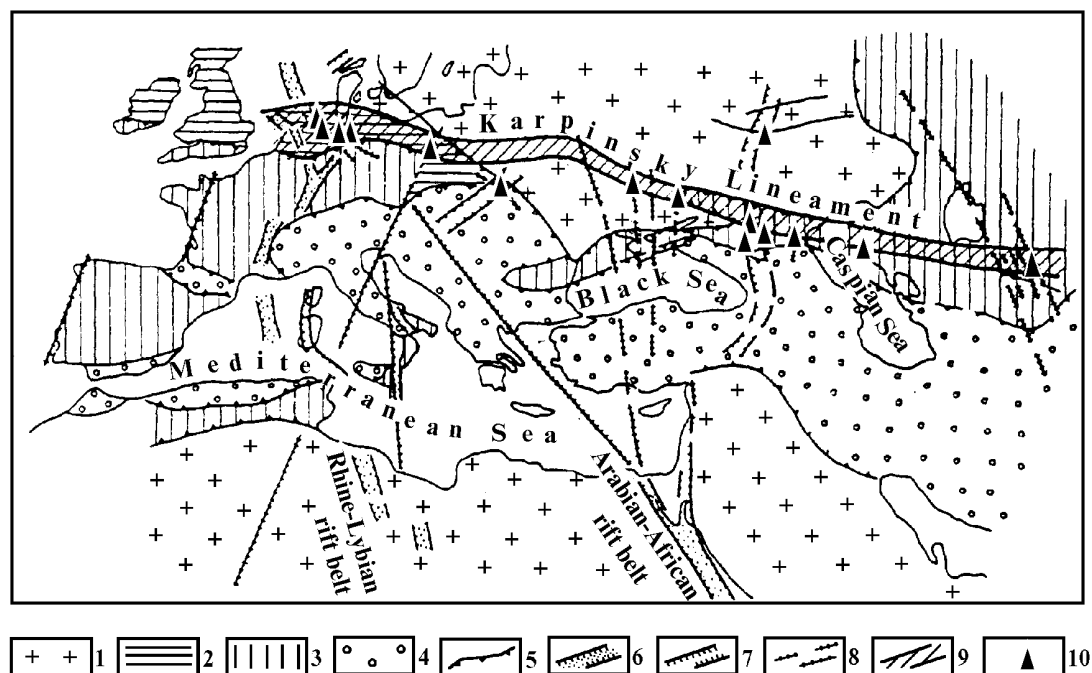 Karpinsky Lineament
Black Sea
Caspian Sea
Mediterranean Sea
Rhine-Lybian
rift belt
Arabian-African
rift belt
1 2 3 4 5 6 7 8 9 10